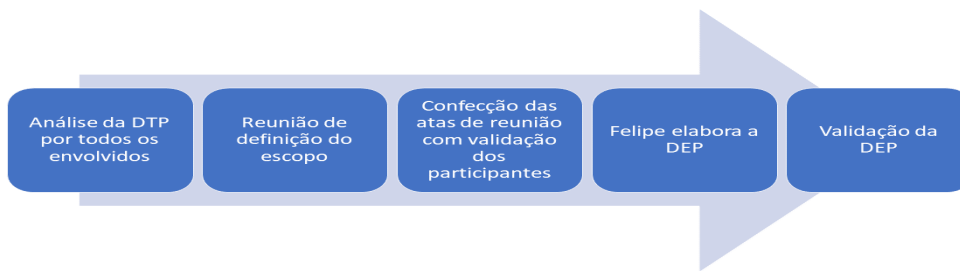 Análise da DTP
por todos os
envolvidos
Reunião de
definição do
escopo
Confecção das
atas de reunião
com validação
dos
participantes
Felipe elabora a
DEP
Validação da
DEP